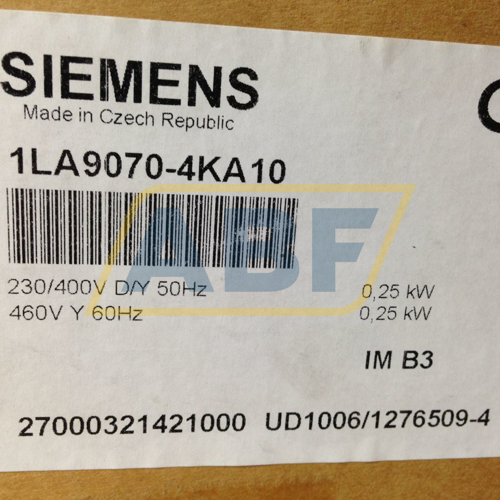 SIEMENS
Made in Czech Republic
1LA9070-4KA10
ABF
230/400V D/Y 50Hz 0,25 kW
460V Y 60Hz 0,25 kW
IM B3
27000321421000 UD1006/1276509-4